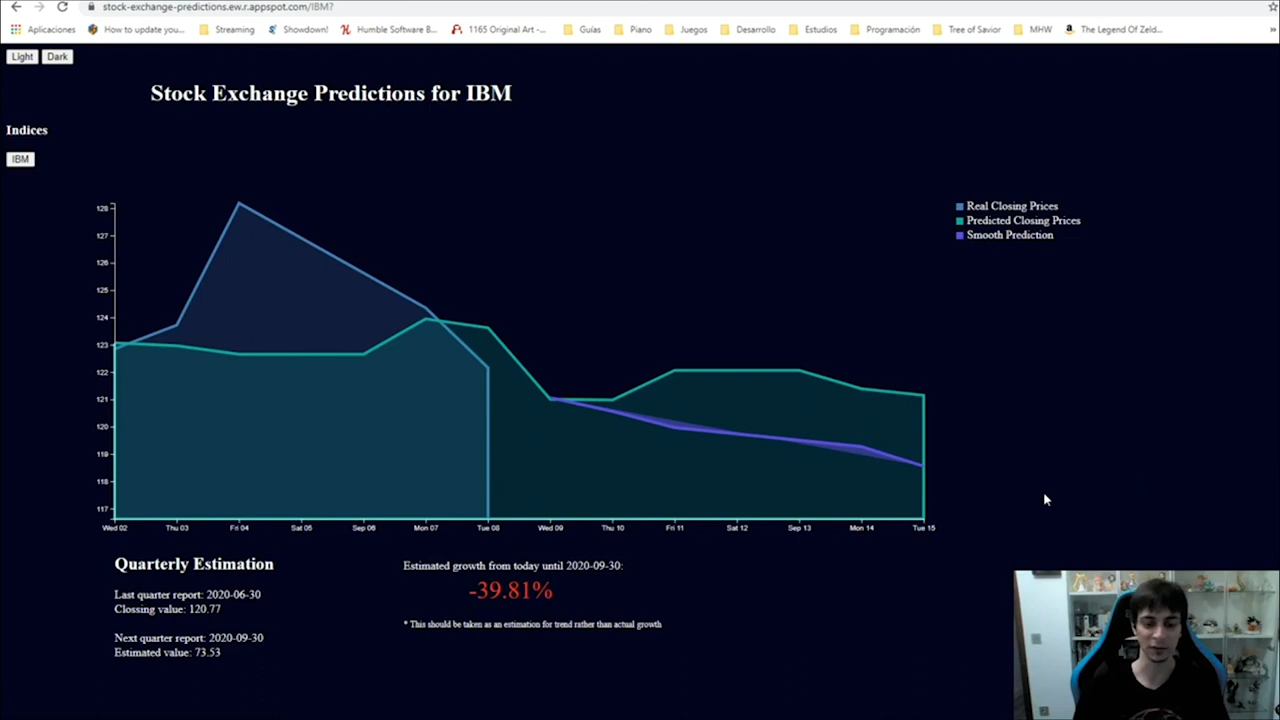 stock-exchange-predictions.ew.r.appspot.com/IBM?
Aplicaciones How to update you... Streaming Showdown! Humble Software B... 1165 Original Art -... Guías Piano Juegos Desarrollo Estudios Programación Tree of Savior MHW The Legend Of Zeld... »
Light Dark
Stock Exchange Predictions for IBM
Indices
IBM
Real Closing Prices
Predicted Closing Prices
Smooth Prediction
128
127
126
125
124
123
122
121
120
119
118
117
Wed 02 Thu 03 Fri 04 Sat 05 Sep 06 Mon 07 Tue 08 Wed 09 Thu 10 Fri 11 Sat 12 Sep 13 Mon 14 Tue 15
Quarterly Estimation
Last quarter report: 2020-06-30
Clossing value: 120.77
Next quarter report: 2020-09-30
Estimated value: 73.53
Estimated growth from today until 2020-09-30:
-39.81%
* This should be taken as an estimation for trend rather than actual growth